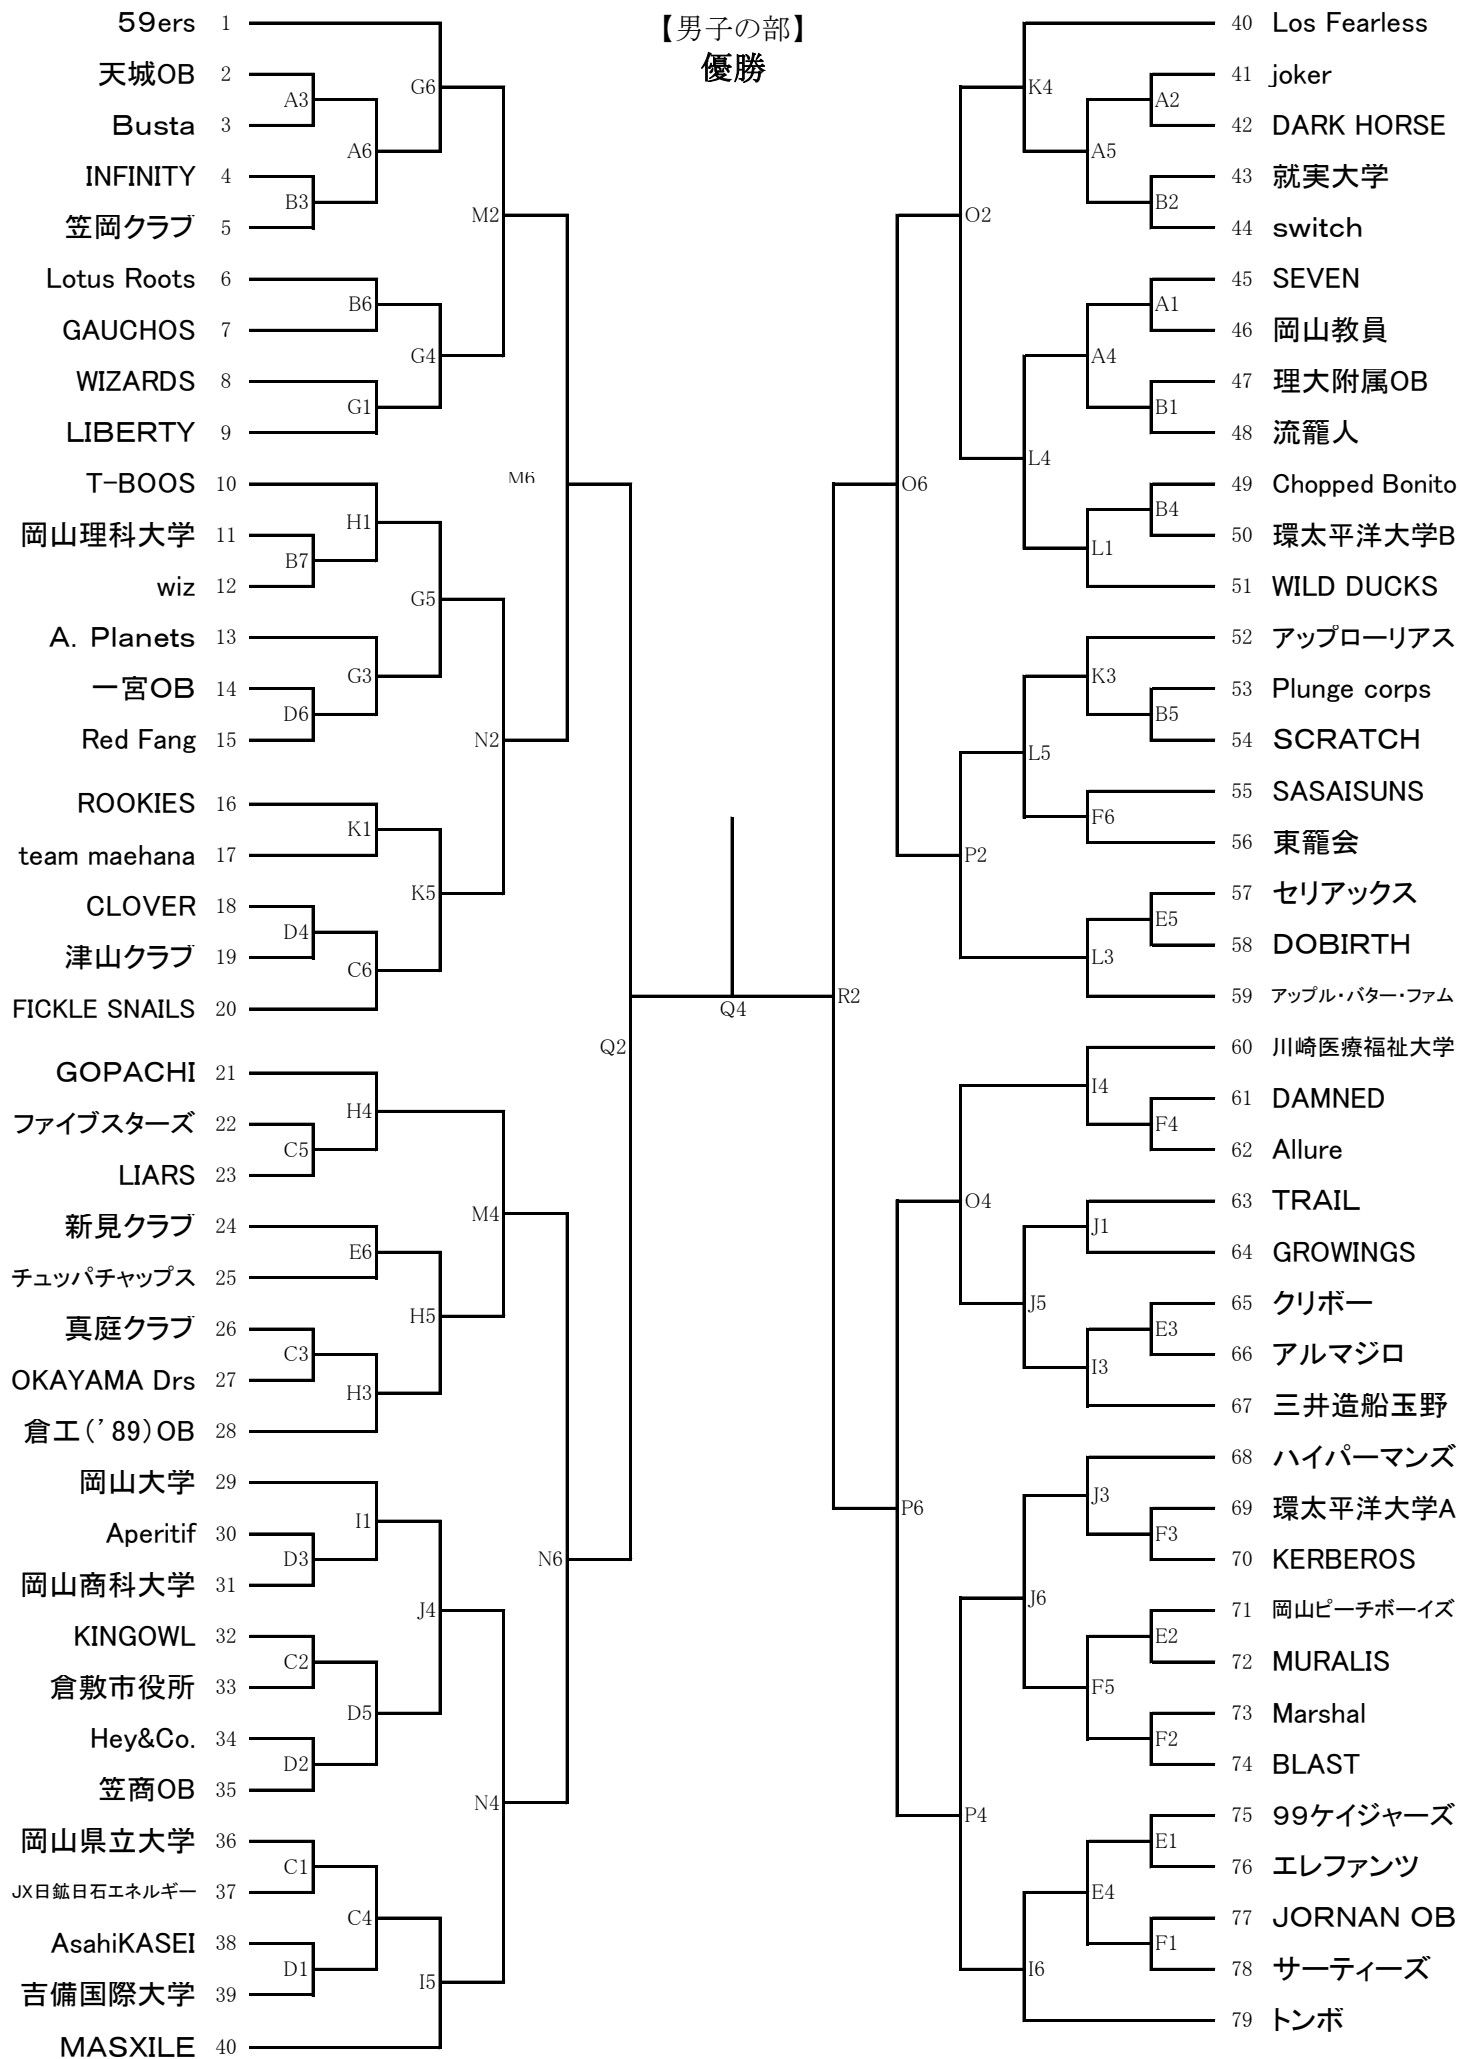 【男子の部】
優勝
59ers 1
天城OB 2
A3
Busta 3
G6
A6
INFINITY 4
B3
笠岡クラブ 5
M2
Lotus Roots 6
B6
GAUCHOS 7
G4
WIZARDS 8
G1
LIBERTY 9
M6
T-BOOS 10
H1
岡山理科大学 11
B7
wiz 12
G5
A. Planets 13
G3
一宮OB 14
D6
Red Fang 15
N2
ROOKIES 16
K1
team maehana 17
K5
CLOVER 18
D4
津山クラブ 19
C6
FICKLE SNAILS 20
Q2
GOPACHI 21
H4
ファイブスターズ 22
C5
LIARS 23
M4
新見クラブ 24
E6
チュッパチャップス 25
H5
真庭クラブ 26
C3
OKAYAMA Drs 27
H3
倉工(’89)OB 28
岡山大学 29
I1
Aperitif 30
D3
岡山商科大学 31
N6
J4
KINGOWL 32
C2
倉敷市役所 33
D5
Hey&Co. 34
D2
笠商OB 35
N4
岡山県立大学 36
C1
JX日鉱日石エネルギー 37
C4
AsahiKASEI 38
D1
吉備国際大学 39
I5
MASXILE 40
Q4
R2
40 Los Fearless
K4
41 joker
A2
42 DARK HORSE
A5
43 就実大学
B2
44 switch
O2
45 SEVEN
A1
46 岡山教員
A4
47 理大附属OB
B1
48 流籠人
L4
O6
49 Chopped Bonito
B4
50 環太平洋大学B
L1
51 WILD DUCKS
52 アップローリアス
K3
53 Plunge corps
B5
54 SCRATCH
L5
55 SASAISUNS
F6
56 東籠会
P2
57 セリアックス
E5
58 DOBIRTH
L3
59 アップル・バター・ファム
60 川崎医療福祉大学
I4
61 DAMNED
F4
62 Allure
O4
63 TRAIL
J1
64 GROWINGS
J5
65 クリボー
E3
66 アルマジロ
I3
67 三井造船玉野
68 ハイパーマンズ
J3
69 環太平洋大学A
F3
70 KERBEROS
P6
J6
71 岡山ピーチボーイズ
E2
72 MURALIS
F5
73 Marshal
F2
74 BLAST
P4
75 99ケイジャーズ
E1
76 エレファンツ
E4
77 JORNAN OB
F1
78 サーティーズ
I6
79 トンボ